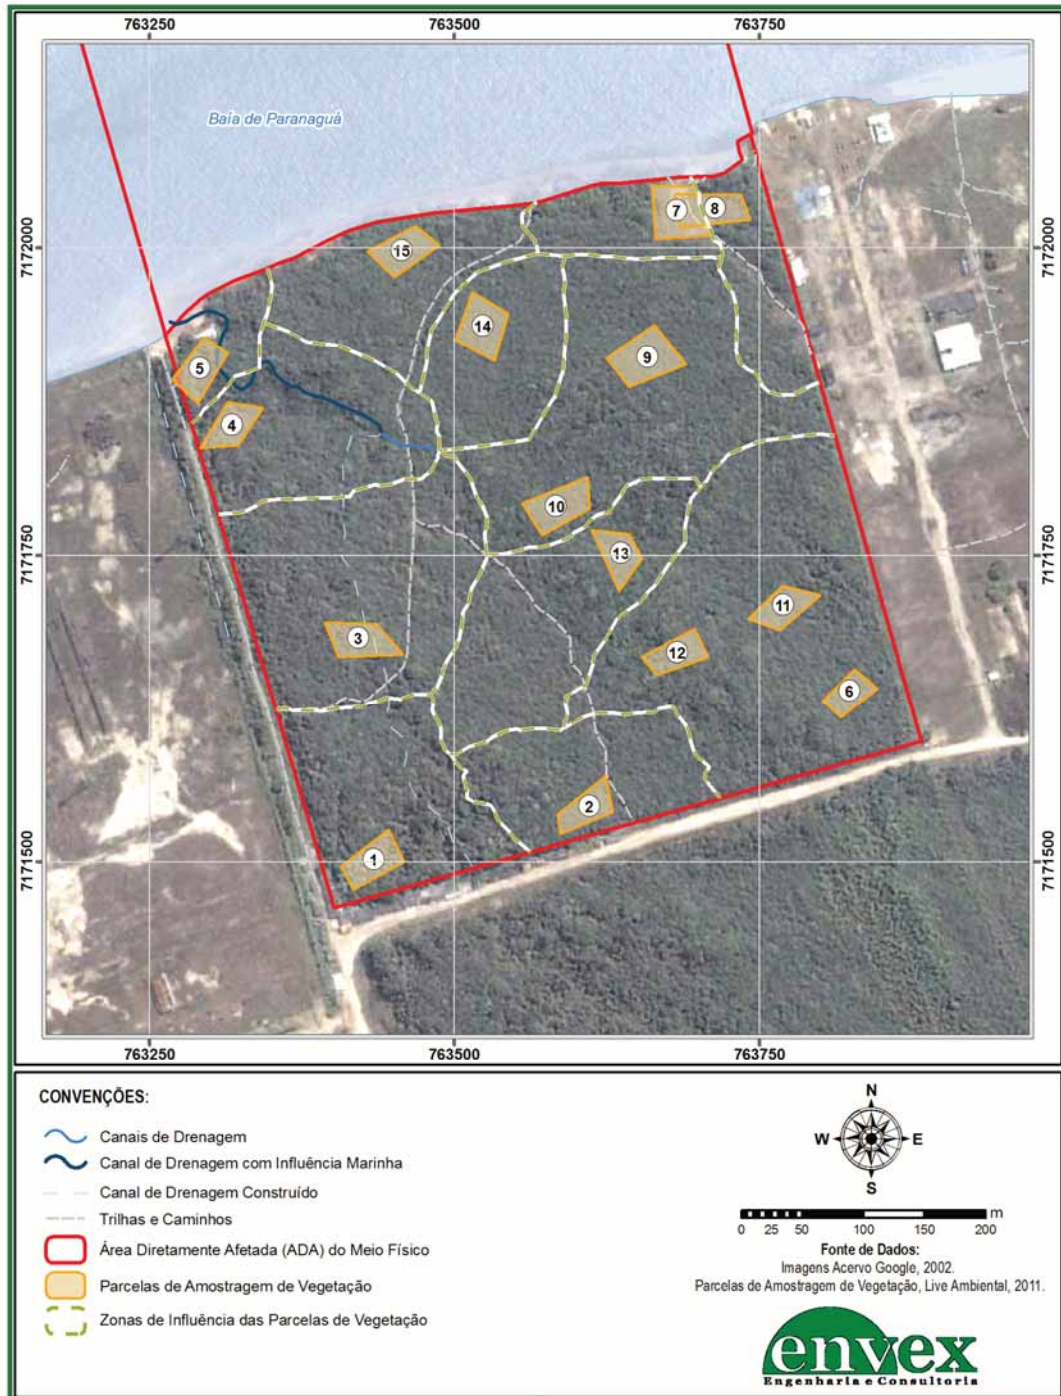 763250 763500 763750
Baía de Paranaguá
7172000 7172000
7 8
15
14
9
5
4
10
7171750 7171750
13
11
3
12
6
2
1
7171500 7171500
763250 763500 763750
CONVENÇÕES:
Canais de Drenagem
Canal de Drenagem com Influência Marinha
Canal de Drenagem Construído
Trilhas e Caminhos
Área Diretamente Afetada (ADA) do Meio Físico
Parcelas de Amostragem de Vegetação
Zonas de Influência das Parcelas de Vegetação
N
W E
S
m
0 25 50 100 150 200
Fonte de Dados:
Imagens Acervo Google, 2002.
Parcelas de Amostragem de Vegetação, Live Ambiental, 2011.
envex
Engenharia e Consultoria